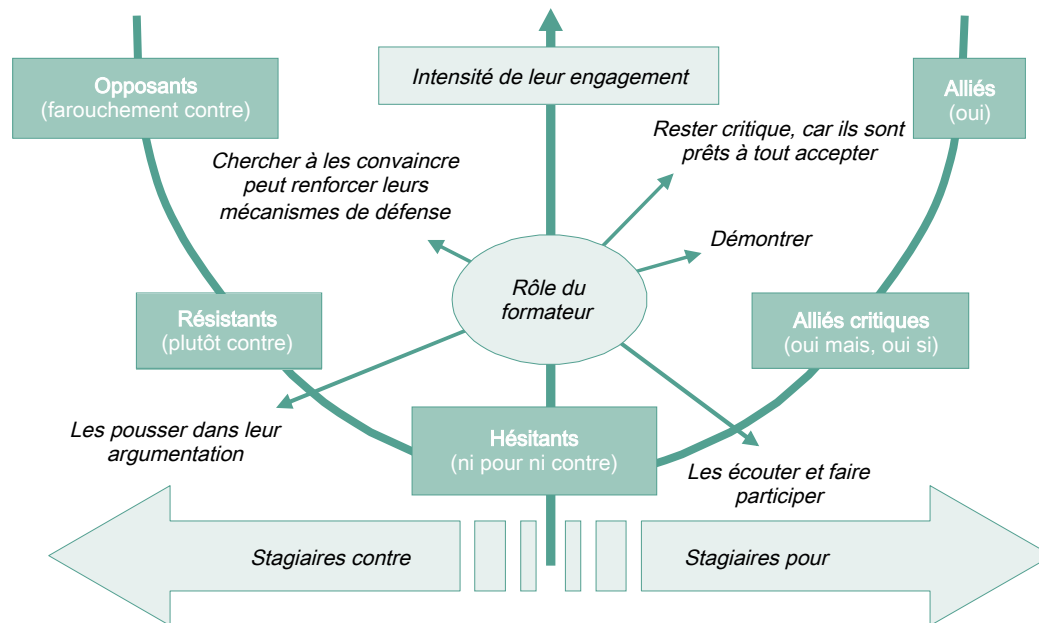 Opposants
(farouchement contre)
Intensité de leur engagement
Alliés
(oui)
Rester critique, car ils sont
prêts à tout accepter
Chercher à les convaincre
peut renforcer leurs
mécanismes de défense
Démontrer
Rôle du
formateur
Résistants
(plutôt contre)
Alliés critiques
(oui mais, oui si)
Les pousser dans leur
argumentation
Hésitants
(ni pour ni contre)
Les écouter et faire
participer
Stagiaires contre
Stagiaires pour